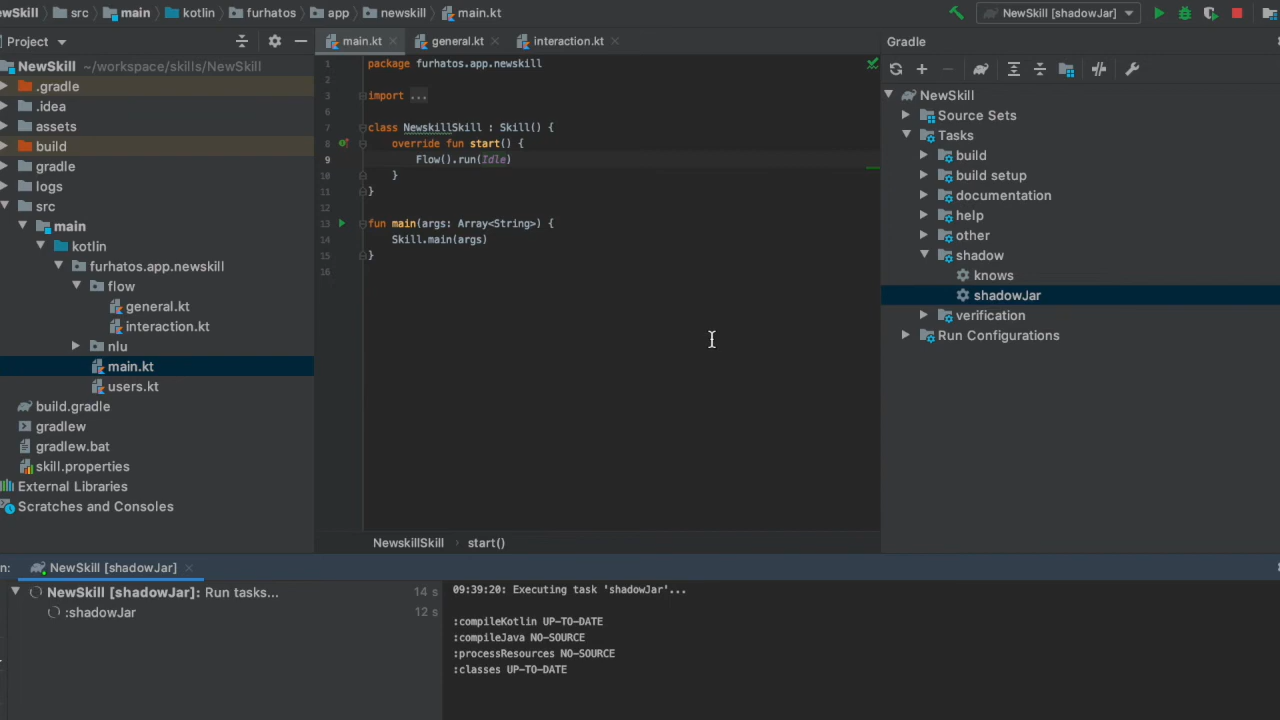 ewSkill src main kotlin furhatos app newskill main.kt
NewSkill [shadowJar]
Project
main.kt
general.kt
interaction.kt
Gradle
NewSkill ~/workspace/skills/NewSkill
.gradle
.idea
assets
build
gradle
logs
src
main
kotlin
furhatos.app.newskill
flow
general.kt
interaction.kt
nlu
main.kt
users.kt
build.gradle
gradlew
gradlew.bat
skill.properties
External Libraries
Scratches and Consoles
1 package furhatos.app.newskill
2
3 import ...
6
7 class NewskillSkill : Skill() {
8 override fun start() {
9 Flow().run(Idle)
10 }
11 }
12
13 fun main(args: Array<String>) {
14 Skill.main(args)
15 }
16
NewskillSkill › start()
NewSkill
Source Sets
Tasks
build
build setup
documentation
help
other
shadow
knows
shadowJar
verification
Run Configurations
n: NewSkill [shadowJar]
NewSkill [shadowJar]: Run tasks... 14 s
:shadowJar 12 s
09:39:20: Executing task 'shadowJar'...
:compileKotlin UP-TO-DATE
:compileJava NO-SOURCE
:processResources NO-SOURCE
:classes UP-TO-DATE